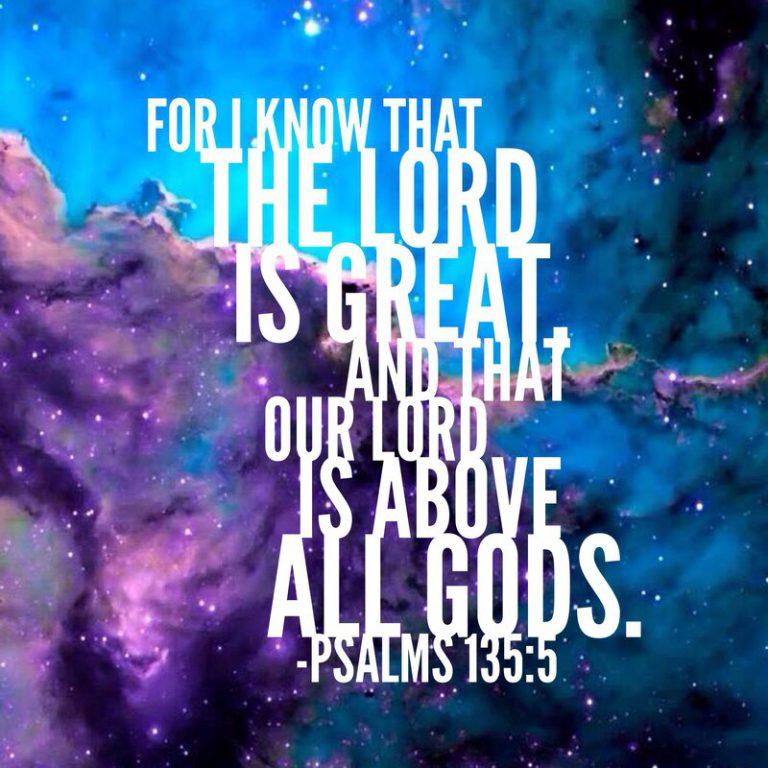 FOR I KNOW THAT
THE LORD
IS GREAT,
AND THAT
OUR LORD
IS ABOVE
ALL GODS.
-PSALMS 135:5